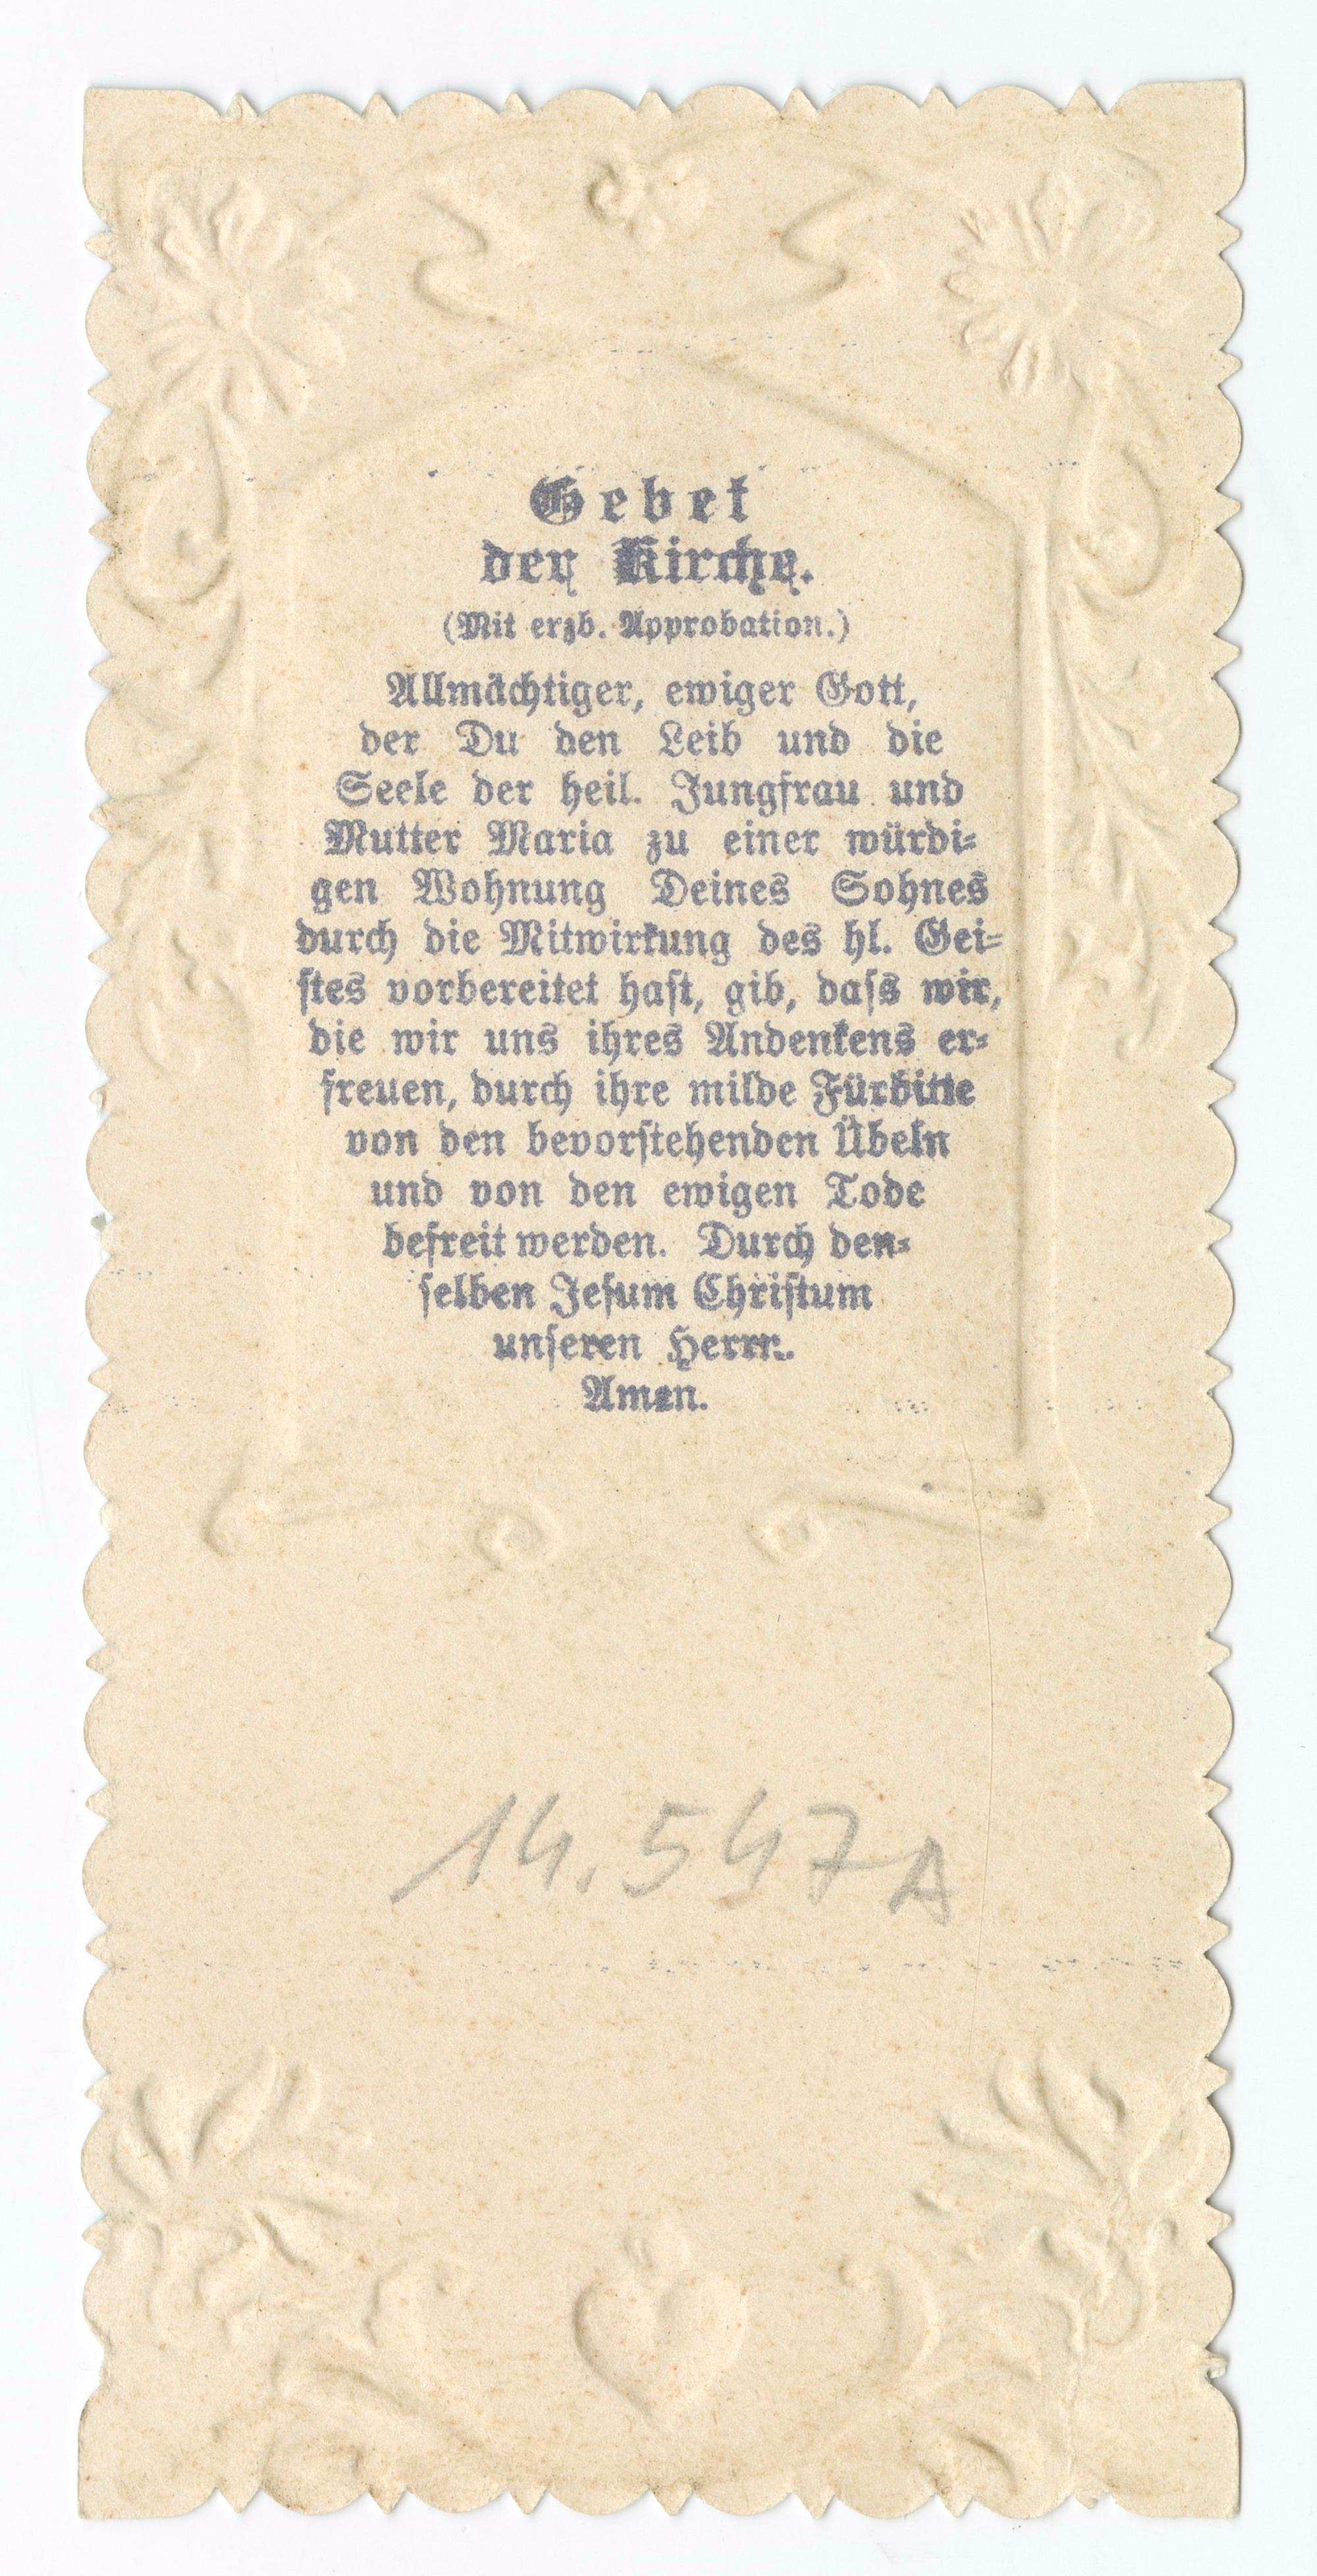 Gebet
der Kirche.
(Mit erzb. Approbation.)
Allmächtiger, ewiger Gott,
der Du den Leib und die
Seele der heil. Jungfrau und
Mutter Maria zu einer würdi=
gen Wohnung Deines Sohnes
durch die Mitwirkung des hl. Gei=
stes vorbereitet hast, gib, dass wir,
die wir uns ihres Andenkens er=
freuen, durch ihre milde Fürbitte
von den bevorstehenden Übeln
und von den ewigen Tode
befreit werden. Durch den=
selben Jesum Christum
unseren Herrn.
Amen.
14.547A